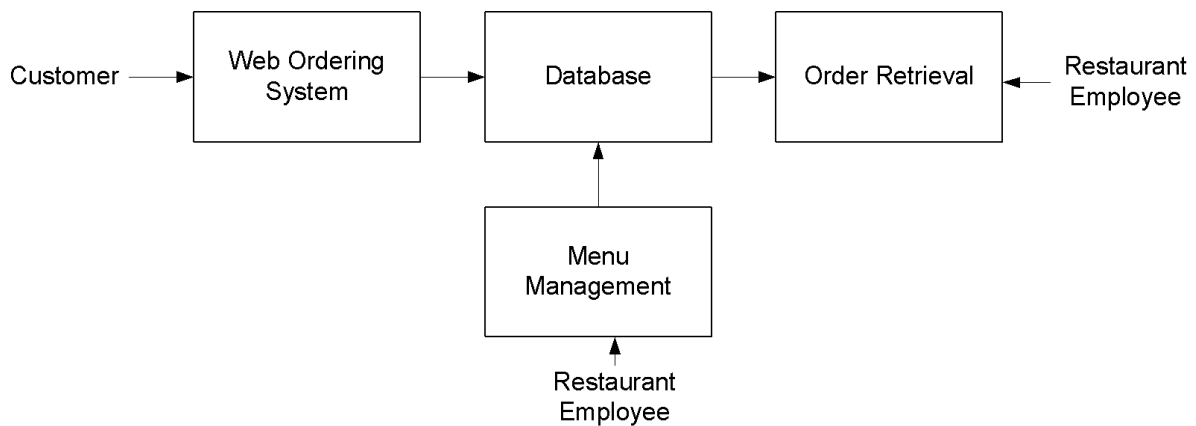 Customer
Web Ordering
System
Database
Order Retrieval
Restaurant
Employee
Menu
Management
Restaurant
Employee